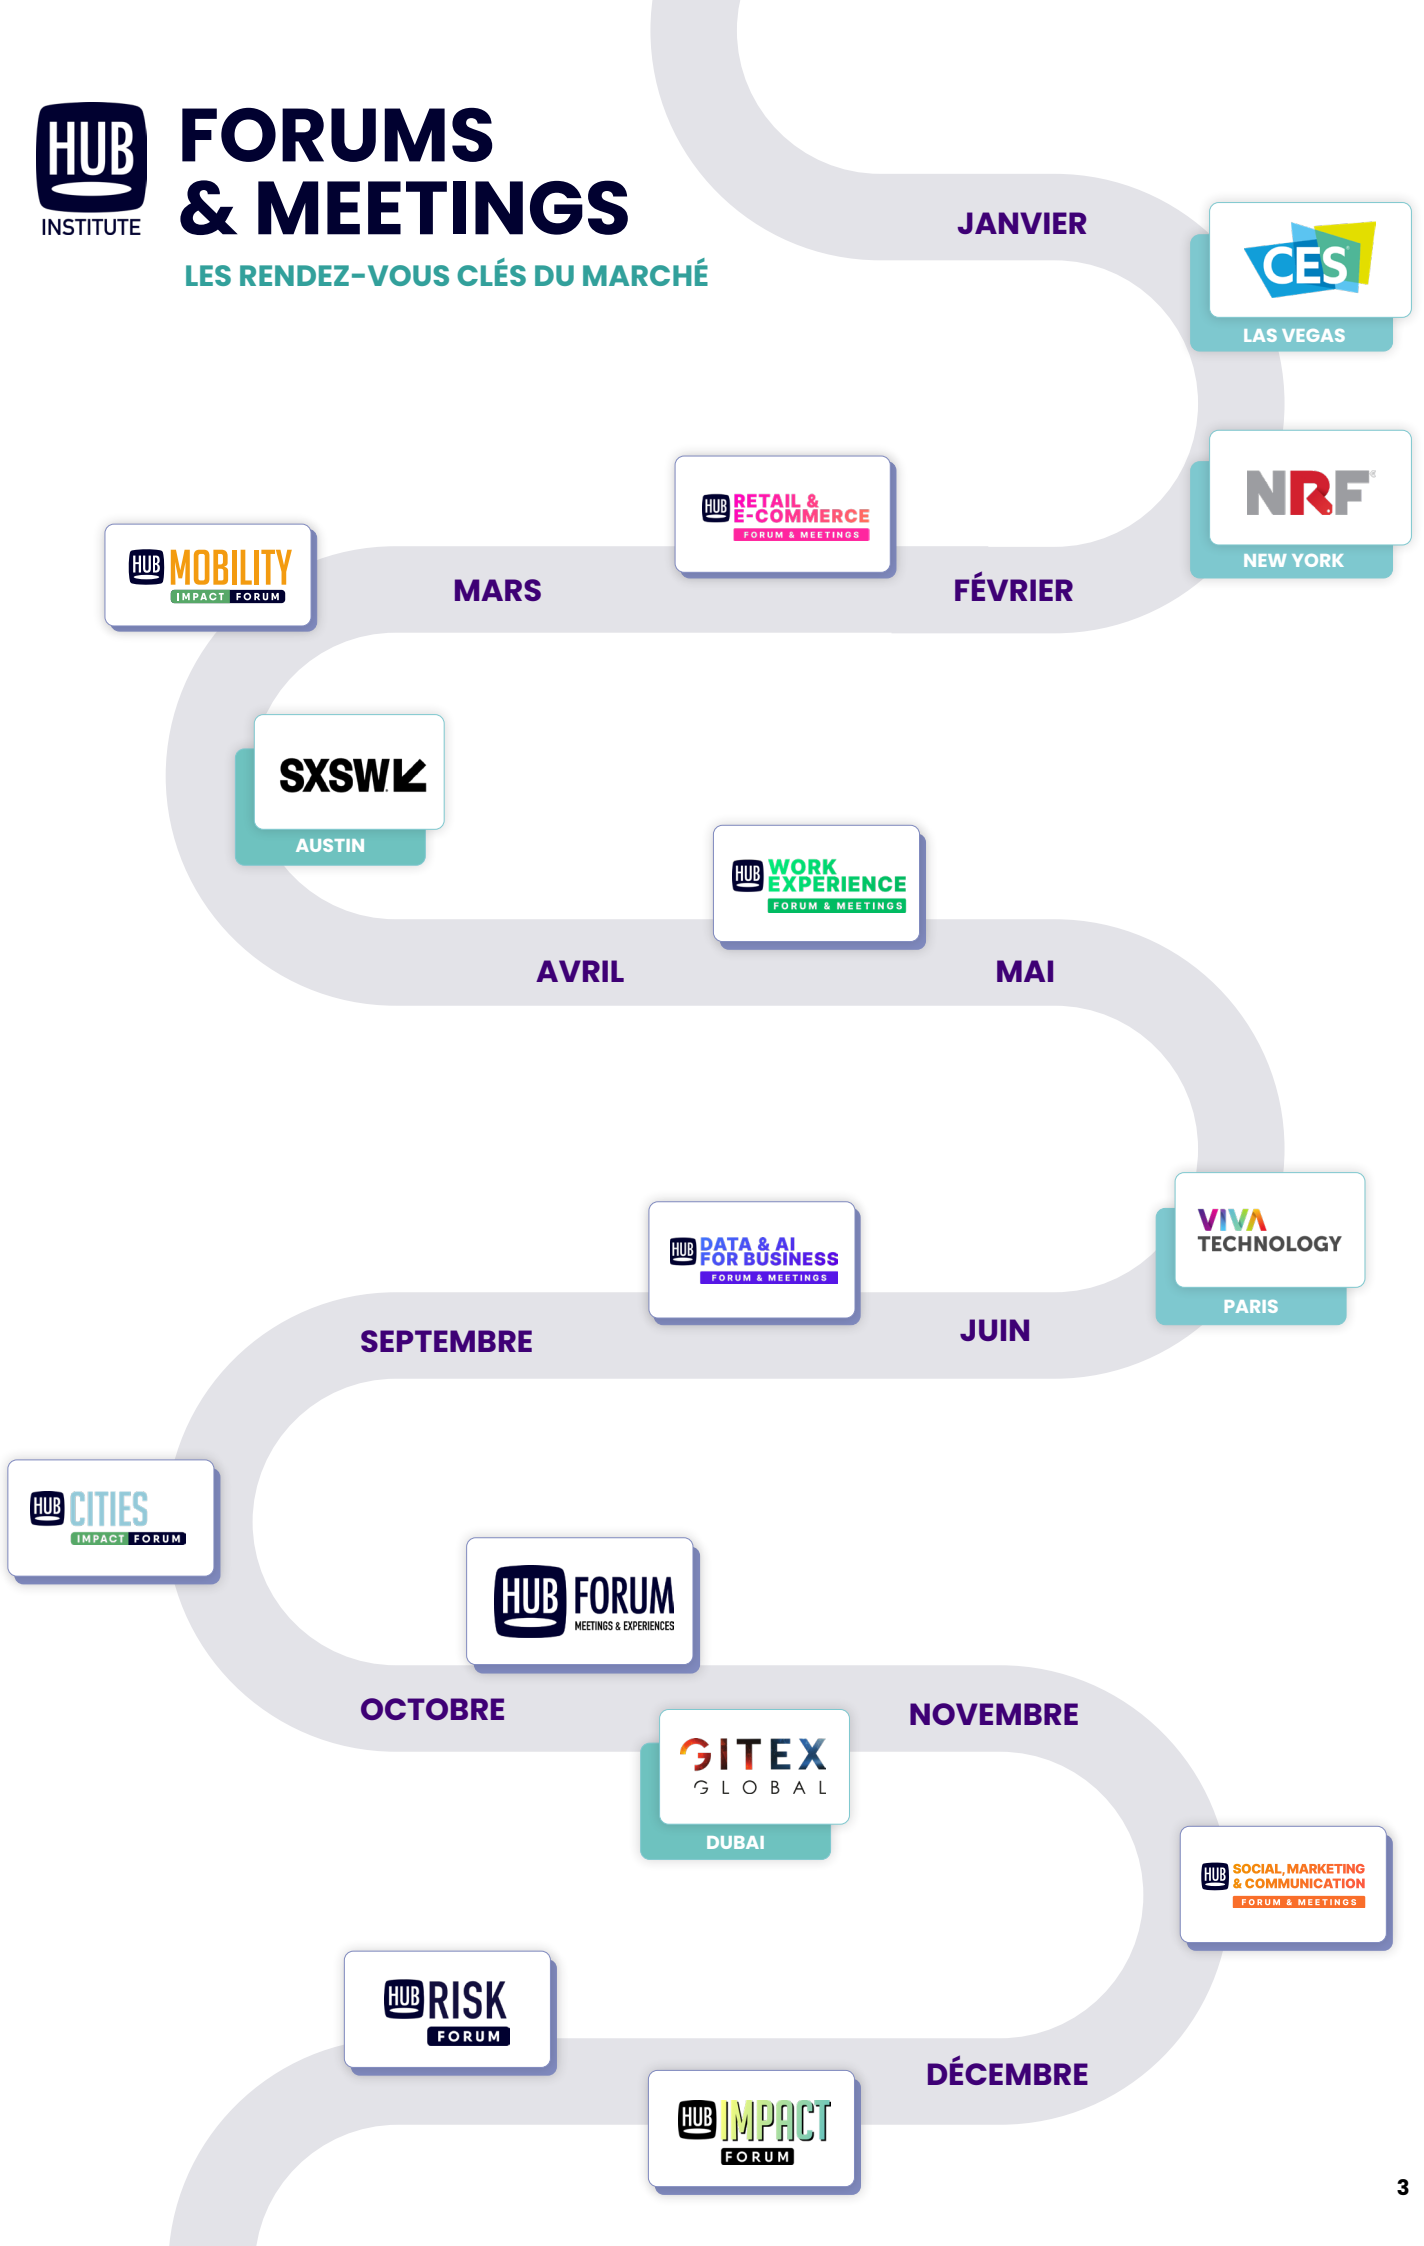 HUB
INSTITUTE
FORUMS
& MEETINGS
LES RENDEZ-VOUS CLÉS DU MARCHÉ
JANVIER
CES
LAS VEGAS
NRF
NEW YORK
FÉVRIER
HUB RETAIL &
E-COMMERCE
FORUM & MEETINGS
MARS
HUB MOBILITY
IMPACT FORUM
SXSW
AUSTIN
AVRIL
HUB WORK
EXPERIENCE
FORUM & MEETINGS
MAI
VIVA
TECHNOLOGY
PARIS
JUIN
HUB DATA & AI
FOR BUSINESS
FORUM & MEETINGS
SEPTEMBRE
HUB CITIES
IMPACT FORUM
OCTOBRE
HUB FORUM
MEETINGS & EXPERIENCES
GITEX
GLOBAL
DUBAI
NOVEMBRE
HUB SOCIAL, MARKETING
& COMMUNICATION
FORUM & MEETINGS
DÉCEMBRE
HUB IMPACT
FORUM
HUB RISK
FORUM
3